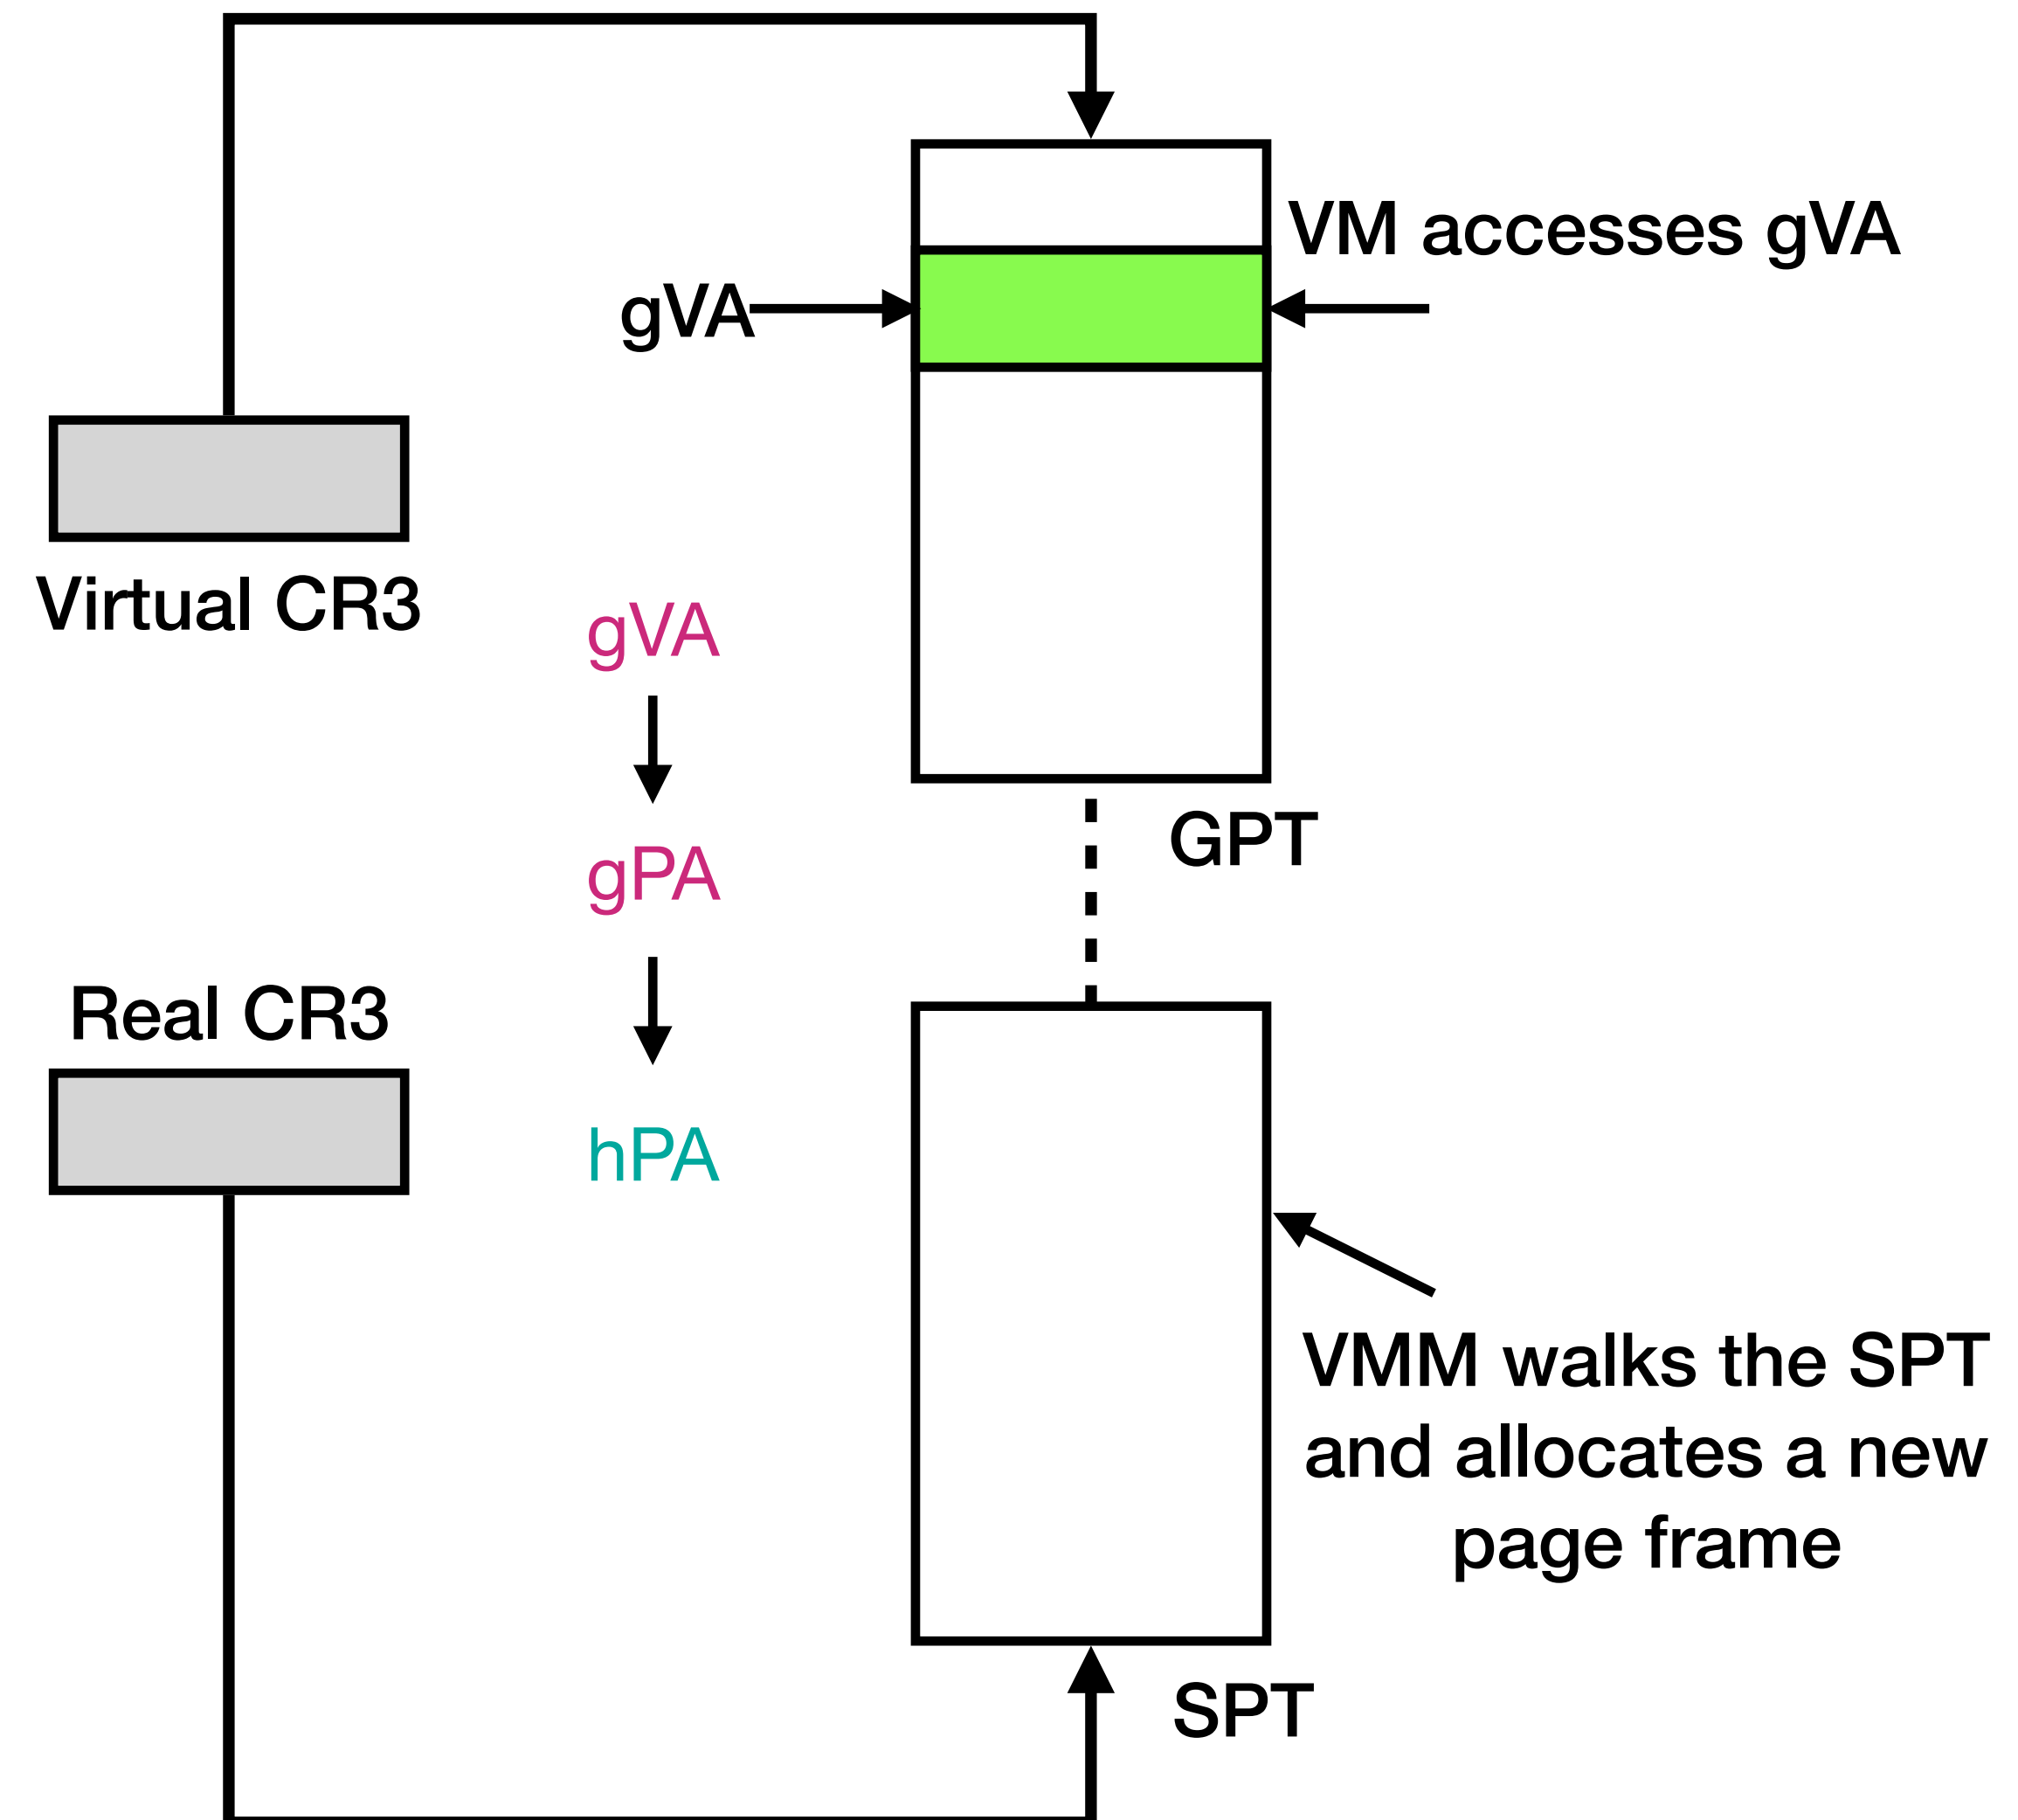 VM accesses gVA
gVA
Virtual CR3
gVA
GPT
gPA
Real CR3
hPA
VMM walks the SPT
and allocates a new
page frame
SPT